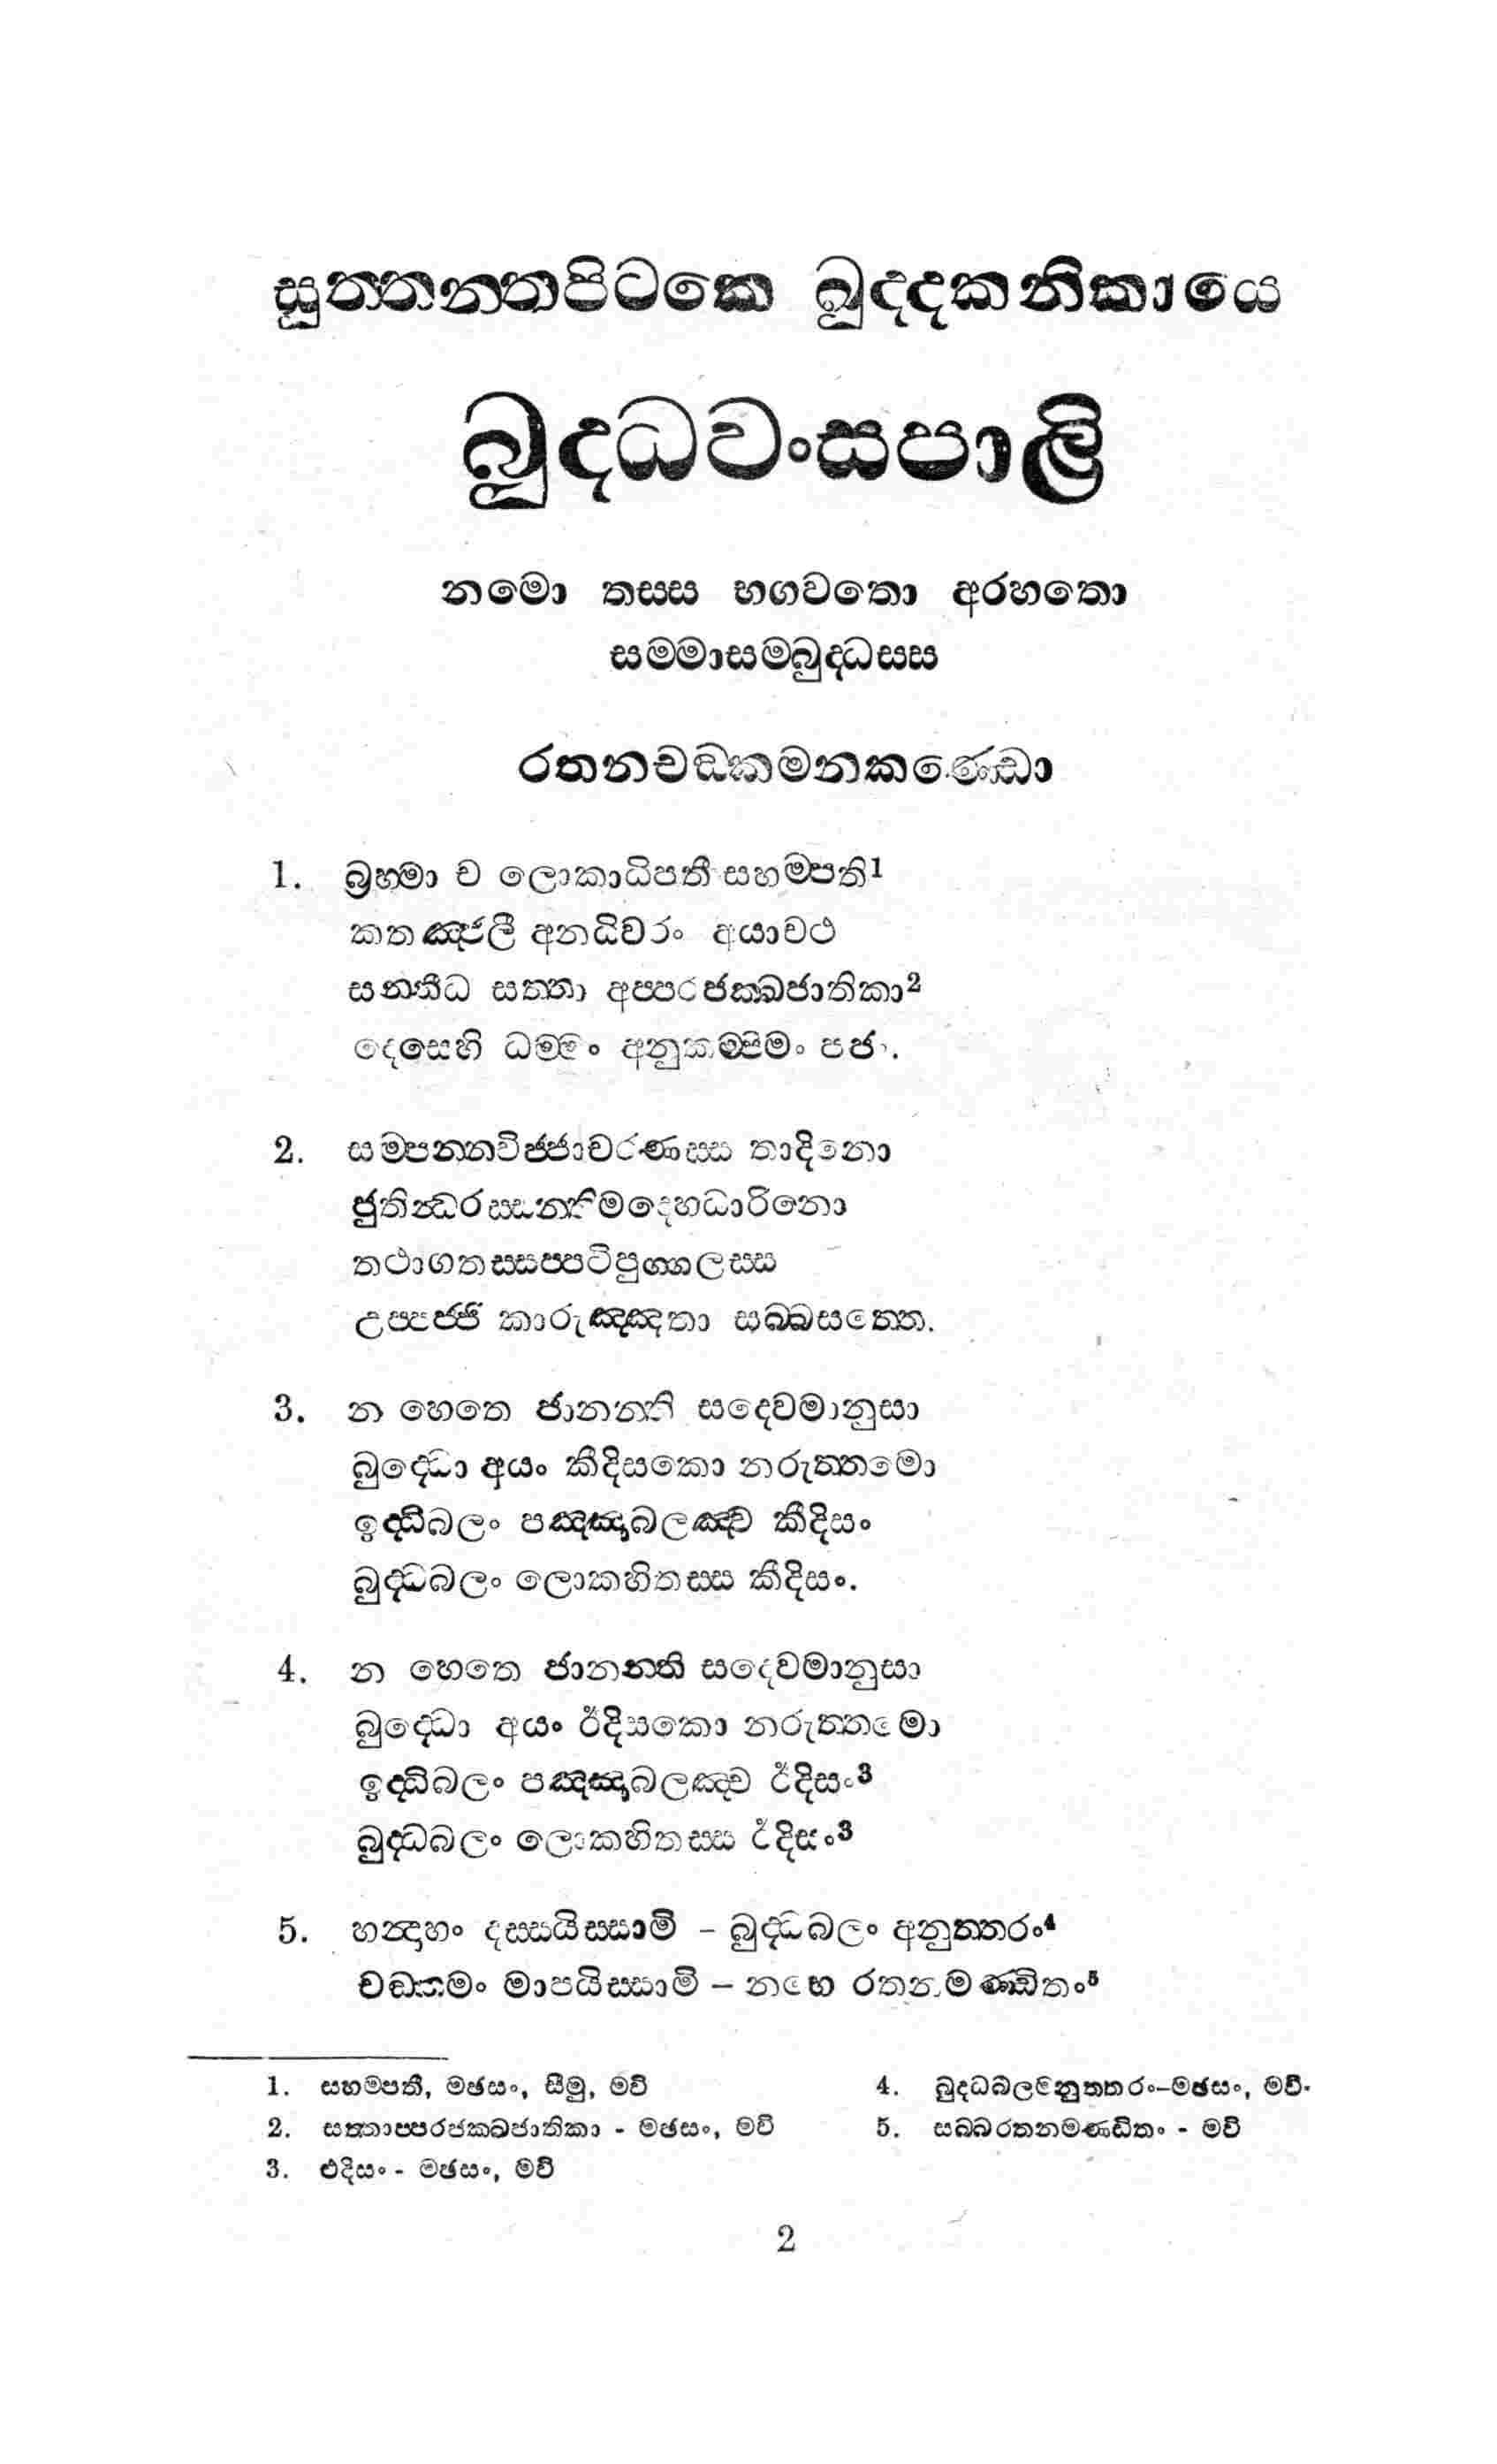 සුත්තන්තපිටකෙ ඛුද්දකනිකායෙ
බුද්ධවංසපාලි
නමො තස්ස භගවතො අරහතො
සම්මාසම්බුද්ධස්ස
රතනචඞ්කමනකණ්ඩො
1. බ්‍රහ්මා ච ලොකාධිපතී සහම්පති1
කතඤ්ජලී අනධිවරං අයාචථ
සන්තීධ සත්තා අප්පරජක්ඛජාතිකා2
දෙසෙහි ධම්මං අනුකම්පිමං පජං.
2. සම්පන්නවිජ්ජාචරණස්ස තාදිනො
ජුතින්ධරස්සන්තිමදෙහධාරිනො
තථාගතස්සප්පටිපුග්ගලස්ස
උප්පජ්ජි කාරුඤ්ඤතා සබ්බසත්තෙ.
3. න හෙතෙ ජානන්ති සදෙවමානුසා
බුද්ධො අයං කීදිසකො නරුත්තමො
ඉද්ධිබලං පඤ්ඤාබලඤ්ච කීදිසං
බුද්ධබලං ලොකහිතස්ස කීදිසං.
4. න හෙතෙ ජානන්ති සදෙවමානුසා
බුද්ධො අයං ඊදිසකො නරුත්තමො
ඉද්ධිබලං පඤ්ඤාබලඤ්ච ඊදිසං3
බුද්ධබලං ලොකහිතස්ස ඊදිසං3
5. හන්දාහං දස්සයිස්සාමි – බුද්ධබලං අනුත්තරං4
චඞ්කමං මාපයිස්සාමි – නභෙ රතනමණ්ඩිතං5
1. සහම්පතී, මඡසං, සීමු, මවි
2. සත්තාප්පරජක්ඛජාතිකා - මඡසං, මවි
3. එදිසං - මඡසං, මවි
4. බුද්ධබලමනුත්තරං–මඡසං, මවි.
5. සබ්බරතනමණ්ඩිතං - මවි
2